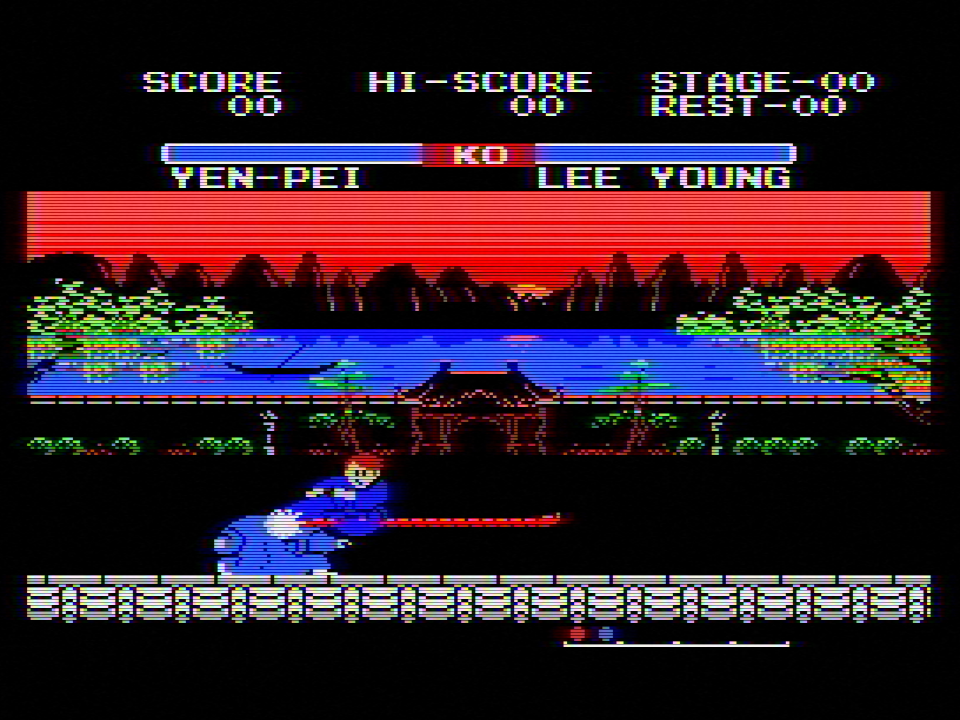 SCORE HI-SCORE STAGE-00
00 00 REST-00
KO
YEN-PEI LEE YOUNG